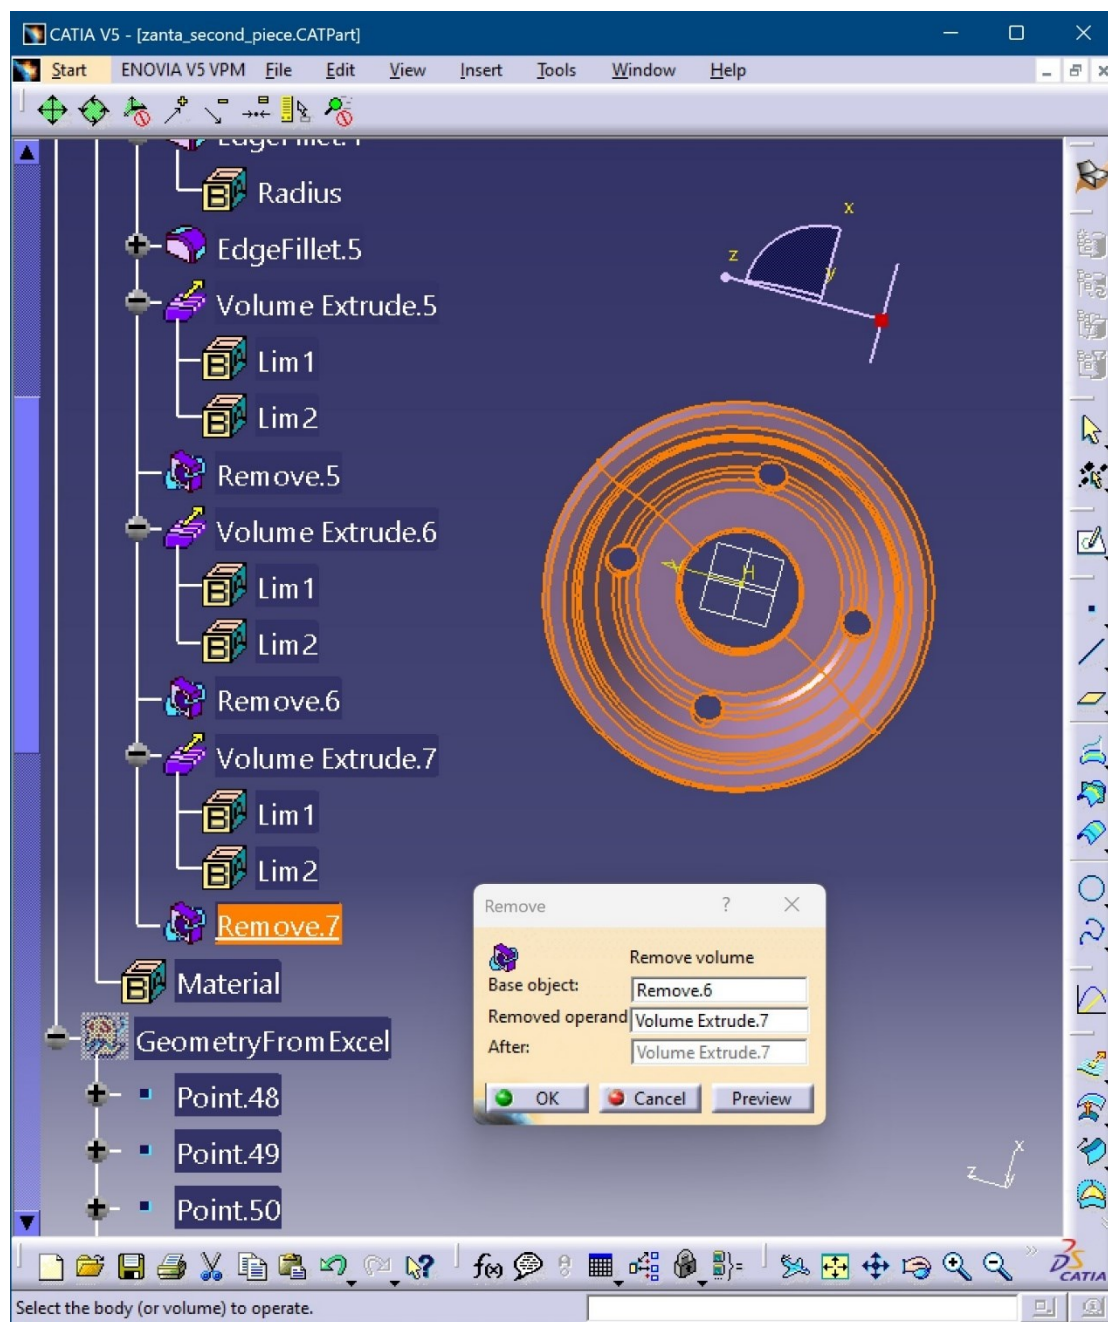 CATIA V5 - [zanta_second_piece.CATPart]
Start ENOVIA V5 VPM File Edit View Insert Tools Window Help
Radius
EdgeFillet.5
Volume Extrude.5
Lim1
Lim2
Remove.5
Volume Extrude.6
Lim1
Lim2
Remove.6
Volume Extrude.7
Lim1
Lim2
Remove.7
Material
GeometryFromExcel
Point.48
Point.49
Point.50
x
z
y
H
Remove ?
Remove volume
Base object: Remove.6
Removed operand Volume Extrude.7
After: Volume Extrude.7
OK Cancel Preview
x
z
y
f(x)
CATIA
Select the body (or volume) to operate.